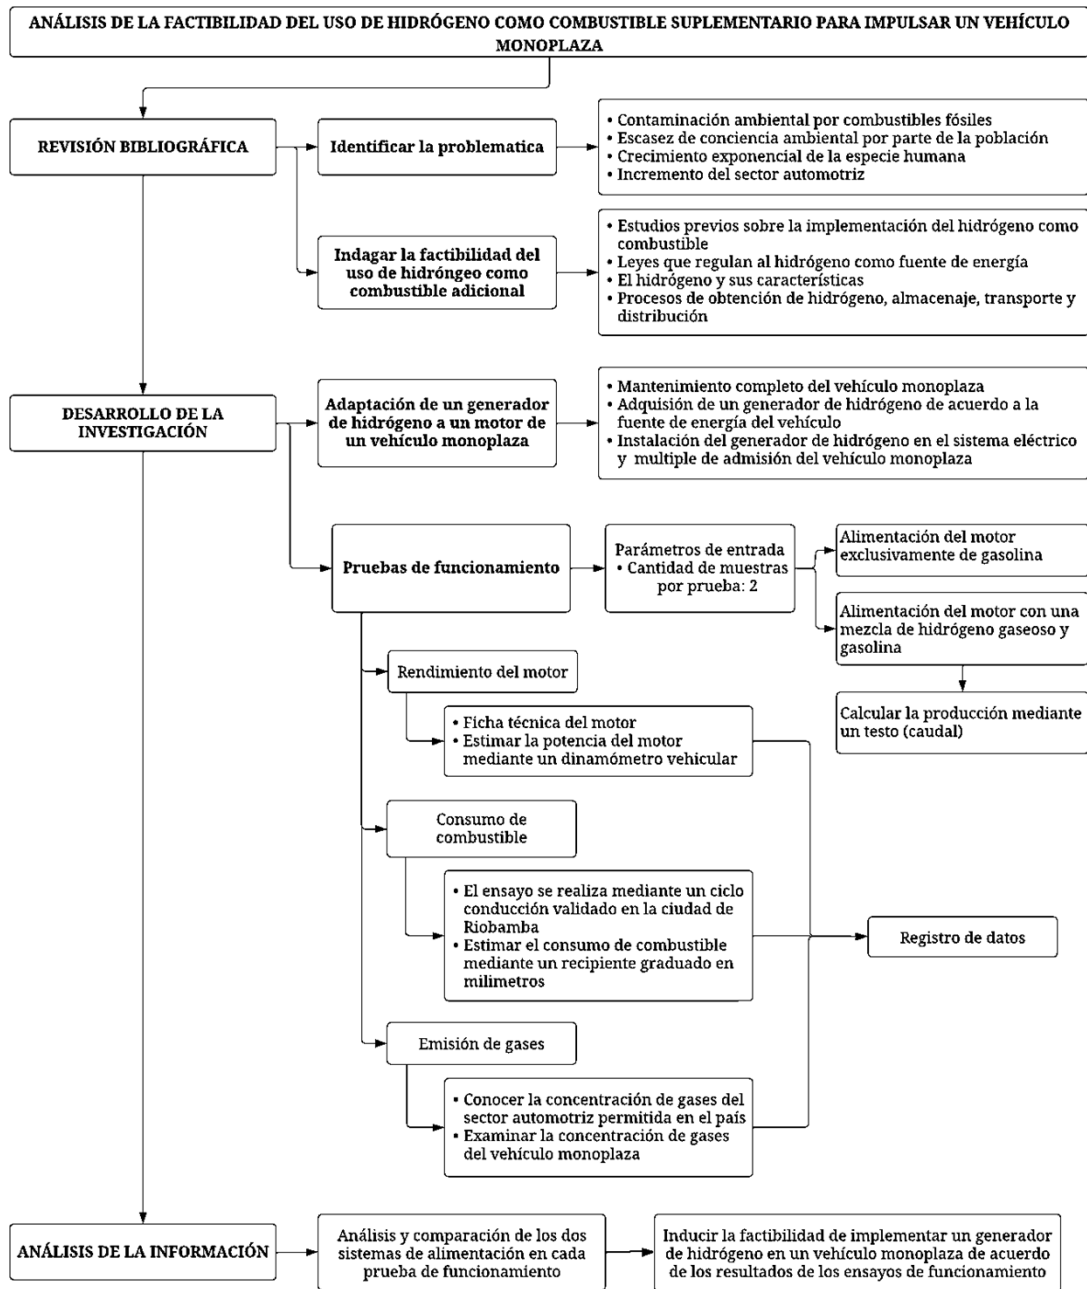 ANÁLISIS DE LA FACTIBILIDAD DEL USO DE HIDRÓGENO COMO COMBUSTIBLE SUPLEMENTARIO PARA IMPULSAR UN VEHÍCULO
MONOPLAZA
REVISIÓN BIBLIOGRÁFICA
Identificar la problematica
• Contaminación ambiental por combustibles fósiles
• Escasez de conciencia ambiental por parte de la población
• Crecimiento exponencial de la especie humana
• Incremento del sector automotriz
Indagar la factibilidad del
uso de hidróngeo como
combustible adicional
• Estudios previos sobre la implementación del hidrógeno como
combustible
• Leyes que regulan al hidrógeno como fuente de energía
• El hidrógeno y sus características
• Procesos de obtención de hidrógeno, almacenaje, transporte y
distribución
DESARROLLO DE LA
INVESTIGACIÓN
Adaptación de un generador
de hidrógeno a un motor de
un vehículo monoplaza
• Mantenimiento completo del vehículo monoplaza
• Adquisión de un generador de hidrógeno de acuerdo a la
fuente de energía del vehículo
• Instalación del generador de hidrógeno en el sistema eléctrico
y multiple de admisión del vehículo monoplaza
Pruebas de funcionamiento
Parámetros de entrada
• Cantidad de muestras
por prueba: 2
Alimentación del motor
exclusivamente de gasolina
Alimentación del motor con una
mezcla de hidrógeno gaseoso y
gasolina
Calcular la producción mediante
un testo (caudal)
Rendimiento del motor
• Ficha técnica del motor
• Estimar la potencia del motor
mediante un dinamómetro vehicular
Consumo de
combustible
• El ensayo se realiza mediante un ciclo
conducción validado en la ciudad de
Riobamba
• Estimar el consumo de combustible
mediante un recipiente graduado en
milimetros
Registro de datos
Emisión de gases
• Conocer la concentración de gases del
sector automotriz permitida en el país
• Examinar la concentración de gases
del vehículo monoplaza
ANÁLISIS DE LA INFORMACIÓN
Análisis y comparación de los dos
sistemas de alimentación en cada
prueba de funcionamiento
Inducir la factibilidad de implementar un generador
de hidrógeno en un vehículo monoplaza de acuerdo
de los resultados de los ensayos de funcionamiento